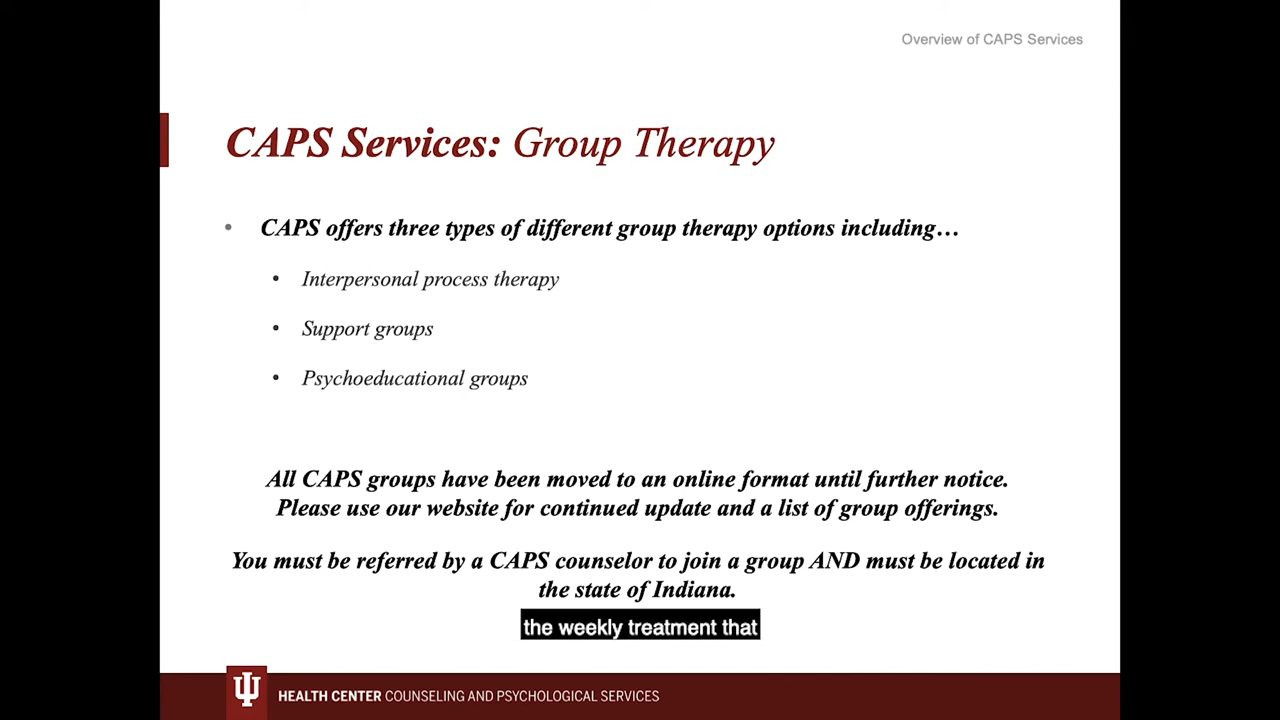 Overview of CAPS Services
CAPS Services: Group Therapy
• CAPS offers three types of different group therapy options including…
• Interpersonal process therapy
• Support groups
• Psychoeducational groups
All CAPS groups have been moved to an online format until further notice.
Please use our website for continued update and a list of group offerings.
You must be referred by a CAPS counselor to join a group AND must be located in
the state of Indiana.
the weekly treatment that
HEALTH CENTER COUNSELING AND PSYCHOLOGICAL SERVICES